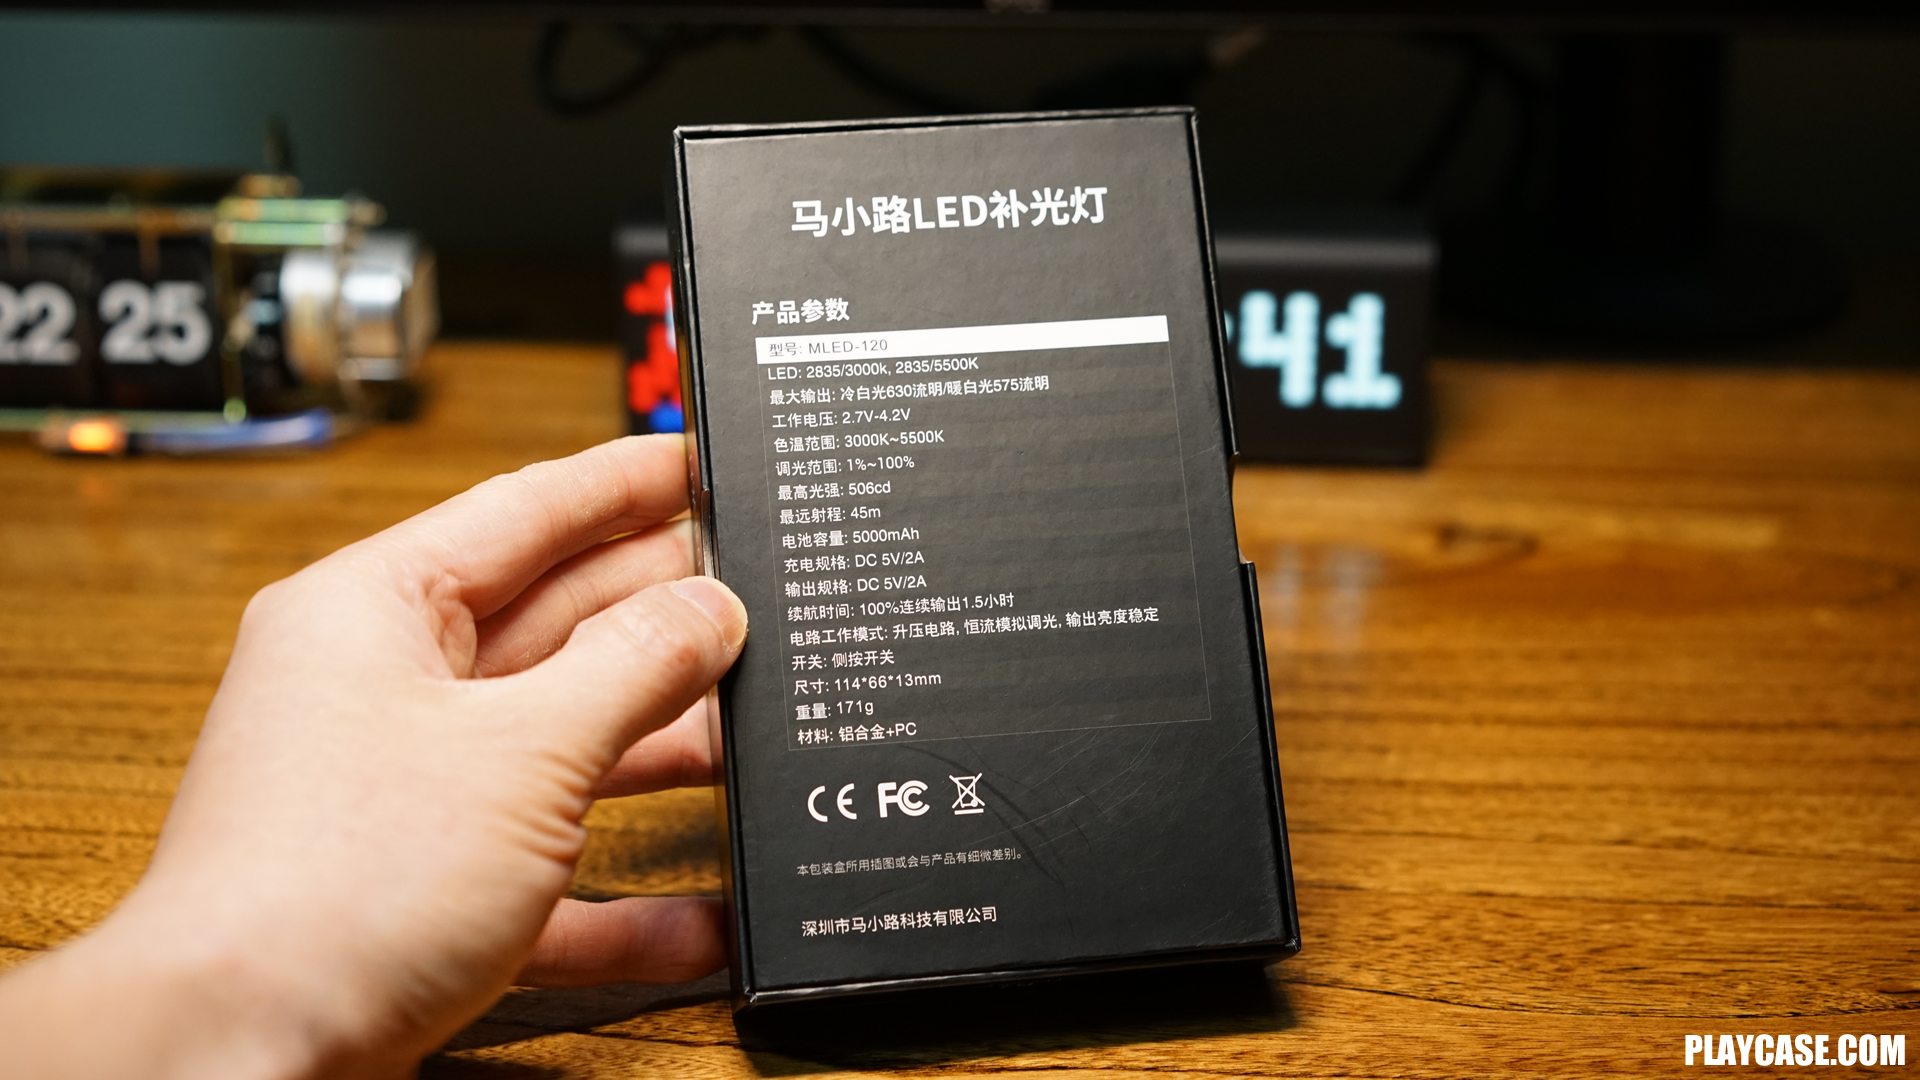 马小路LED补光灯
产品参数
型号: MLED-120
LED: 2835/3000k, 2835/5500K
最大输出: 冷白光630流明/暖白光575流明
工作电压: 2.7V-4.2V
色温范围: 3000K~5500K
调光范围: 1%~100%
最高光强: 506cd
最远射程: 45m
电池容量: 5000mAh
充电规格: DC 5V/2A
输出规格: DC 5V/2A
续航时间: 100%连续输出1.5小时
电路工作模式: 升压电路, 恒流模拟调光, 输出亮度稳定
开关: 侧按开关
尺寸: 114*66*13mm
重量: 171g
材料: 铝合金+PC
CE FC
本包装盒所用插图或会与产品有细微差别。
深圳市马小路科技有限公司
22 25
:41
PLAYCASE.COM